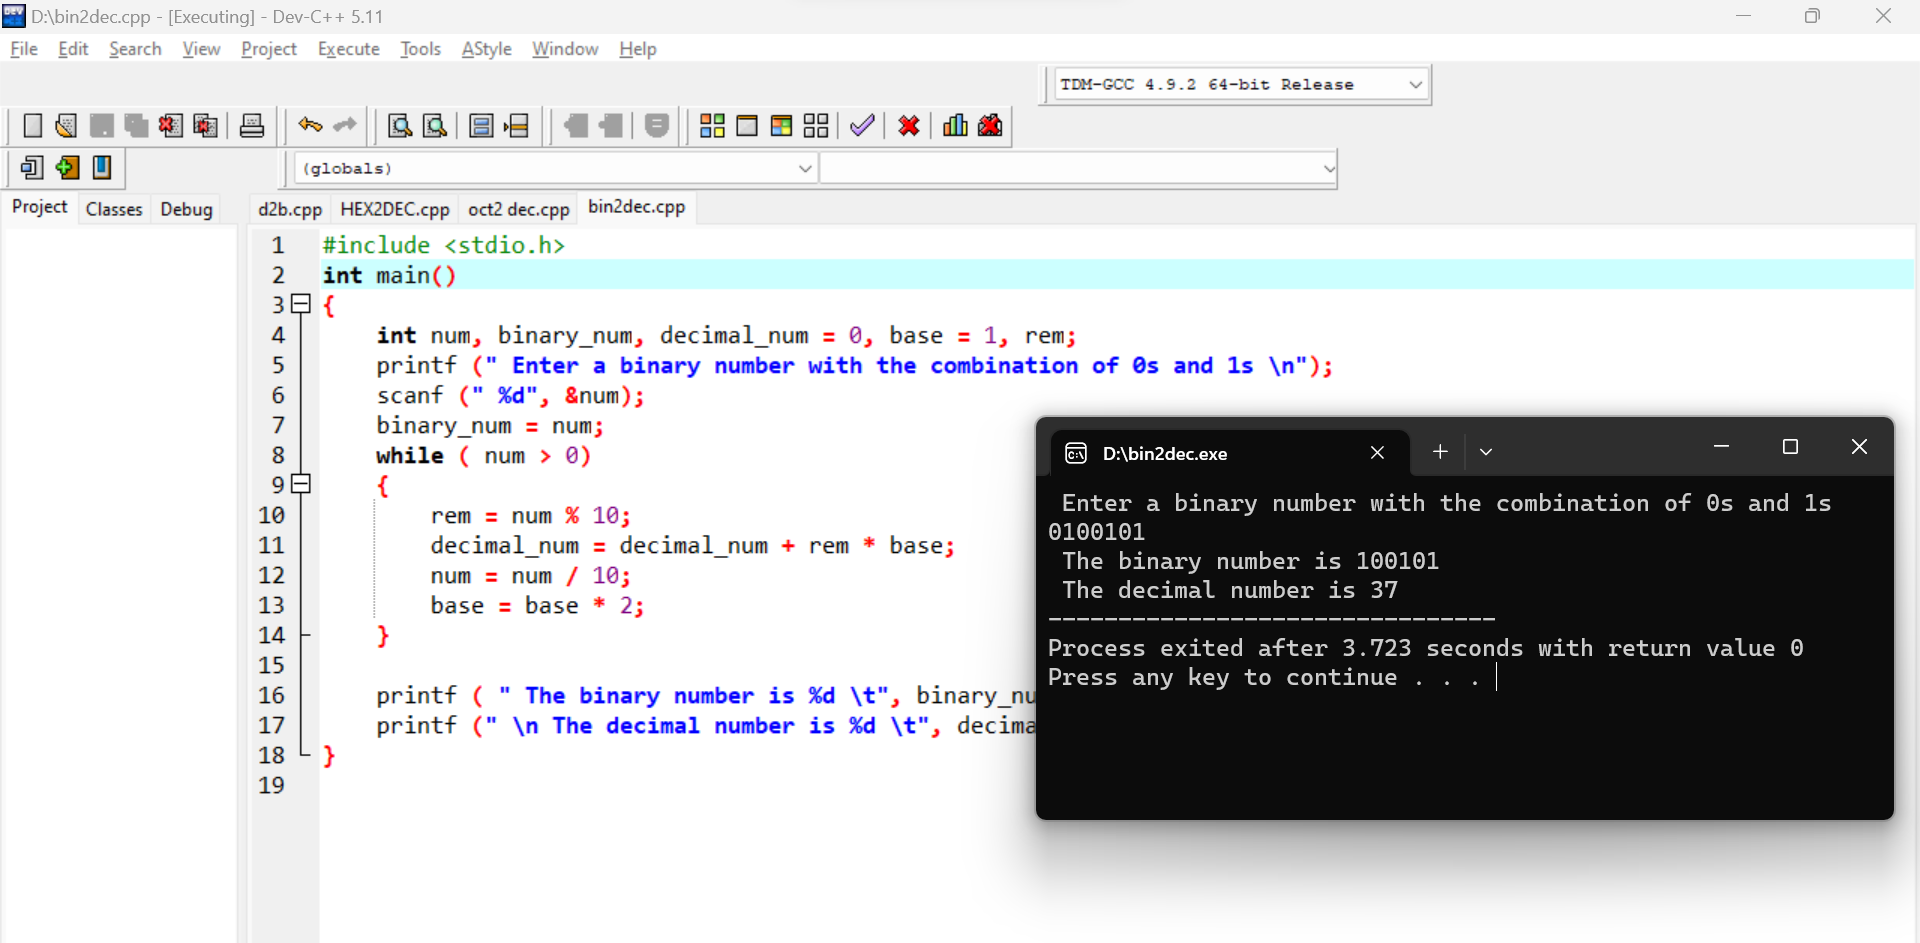 D:\bin2dec.cpp - [Executing] - Dev-C++ 5.11
File Edit Search View Project Execute Tools AStyle Window Help
TDM-GCC 4.9.2 64-bit Release
(globals)
Project Classes Debug
d2b.cpp HEX2DEC.cpp oct2 dec.cpp bin2dec.cpp
1 #include <stdio.h>
2 int main()
3 {
4 int num, binary_num, decimal_num = 0, base = 1, rem;
5 printf (" Enter a binary number with the combination of 0s and 1s \n");
6 scanf (" %d", &num);
7 binary_num = num;
8 while ( num > 0)
9 {
10 rem = num % 10;
11 decimal_num = decimal_num + rem * base;
12 num = num / 10;
13 base = base * 2;
14 }
15
16 printf ( " The binary number is %d \t", binary_nu
17 printf (" \n The decimal number is %d \t", decima
18 }
19
D:\bin2dec.exe
Enter a binary number with the combination of 0s and 1s
0100101
The binary number is 100101
The decimal number is 37
--------------------------------
Process exited after 3.723 seconds with return value 0
Press any key to continue . . .